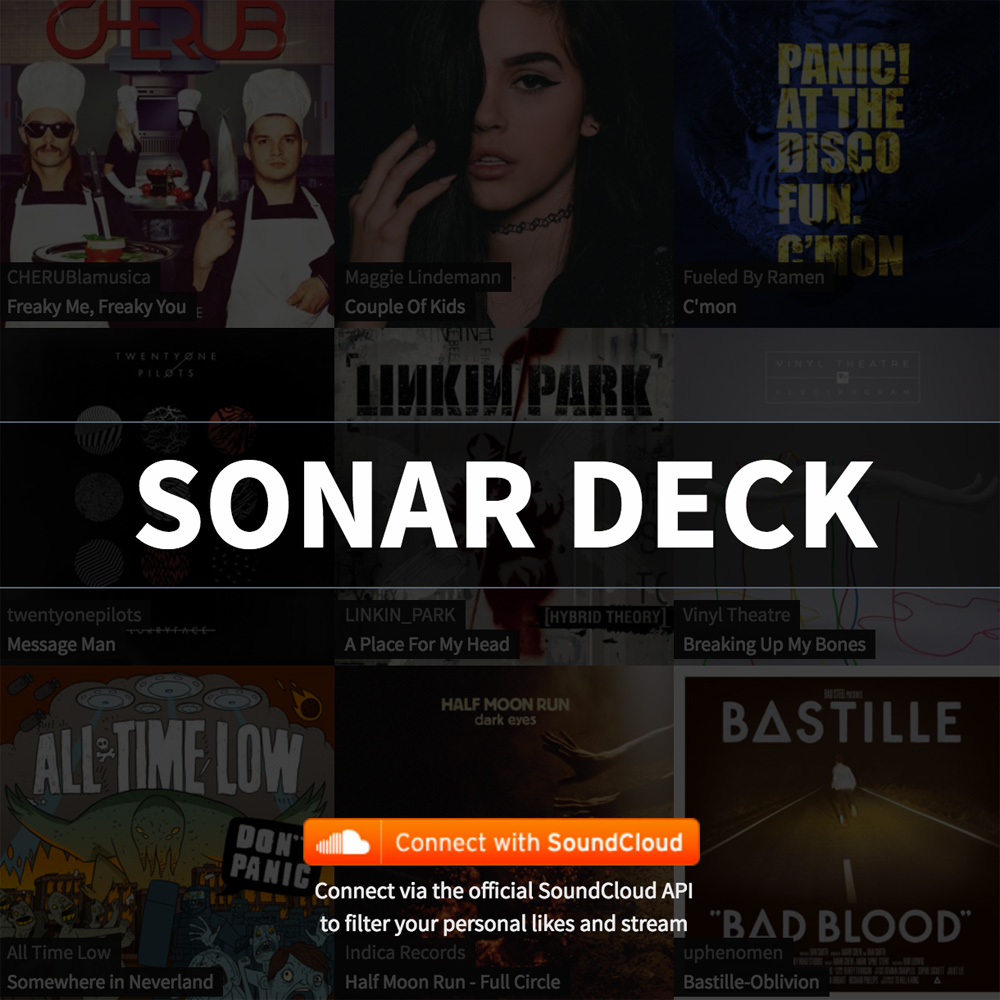 CHERUB
CHERUBlamusica
Freaky Me, Freaky You
E
Maggie Lindemann
Couple Of Kids
PANIC!
AT THE
DISCO
FUN.
C'MON
Fueled By Ramen
C'mon
TWENTY ONE
PILOTS
LINKIN PARK
VINYL THEATRE
SONAR DECK
twentyonepilots
Message Man
BLURRYFACE
LINKIN_PARK
[HYBRID THEORY]
A Place For My Head
Vinyl Theatre
Breaking Up My Bones
ALL TIME LOW
DON'T
PANIC
HALF MOON RUN
dark eyes
BASTILLE
Connect with SoundCloud
Connect via the official SoundCloud API
to filter your personal likes and stream
"BAD BLOOD"
All Time Low
Somewhere in Neverland
Indica Records
Half Moon Run - Full Circle
uphenomen
Bastille-Oblivion